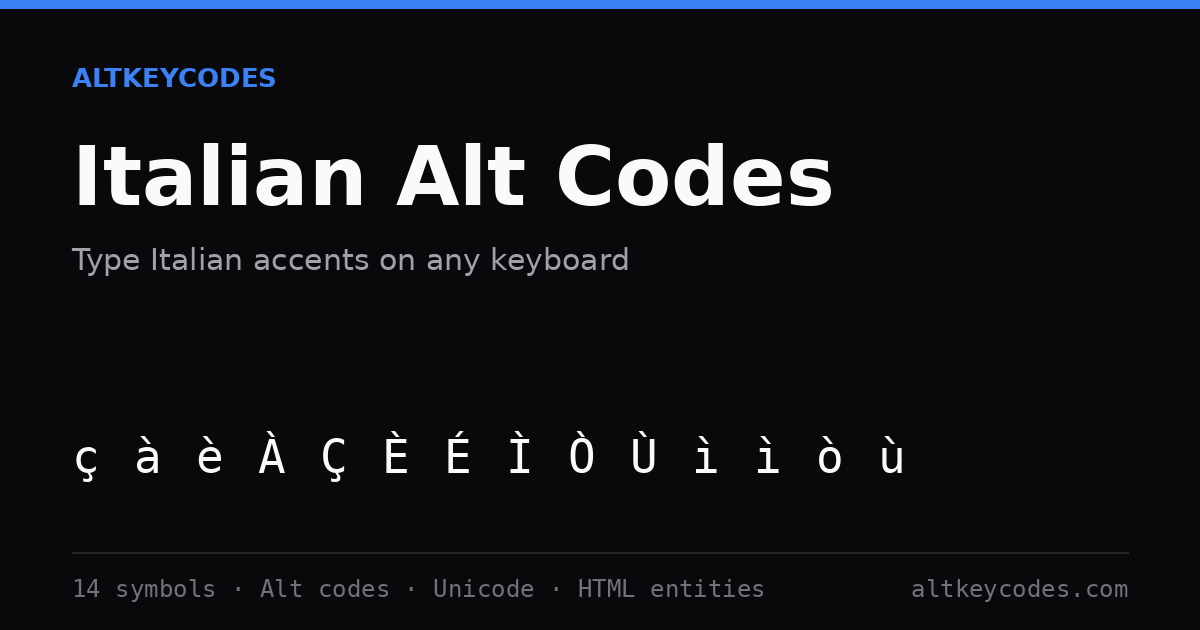 ALTKEYCODES
Italian Alt Codes
Type Italian accents on any keyboard
ç à è À Ç È É Ì Ò Ù ì ì ò ù
14 symbols · Alt codes · Unicode · HTML entities altkeycodes.com